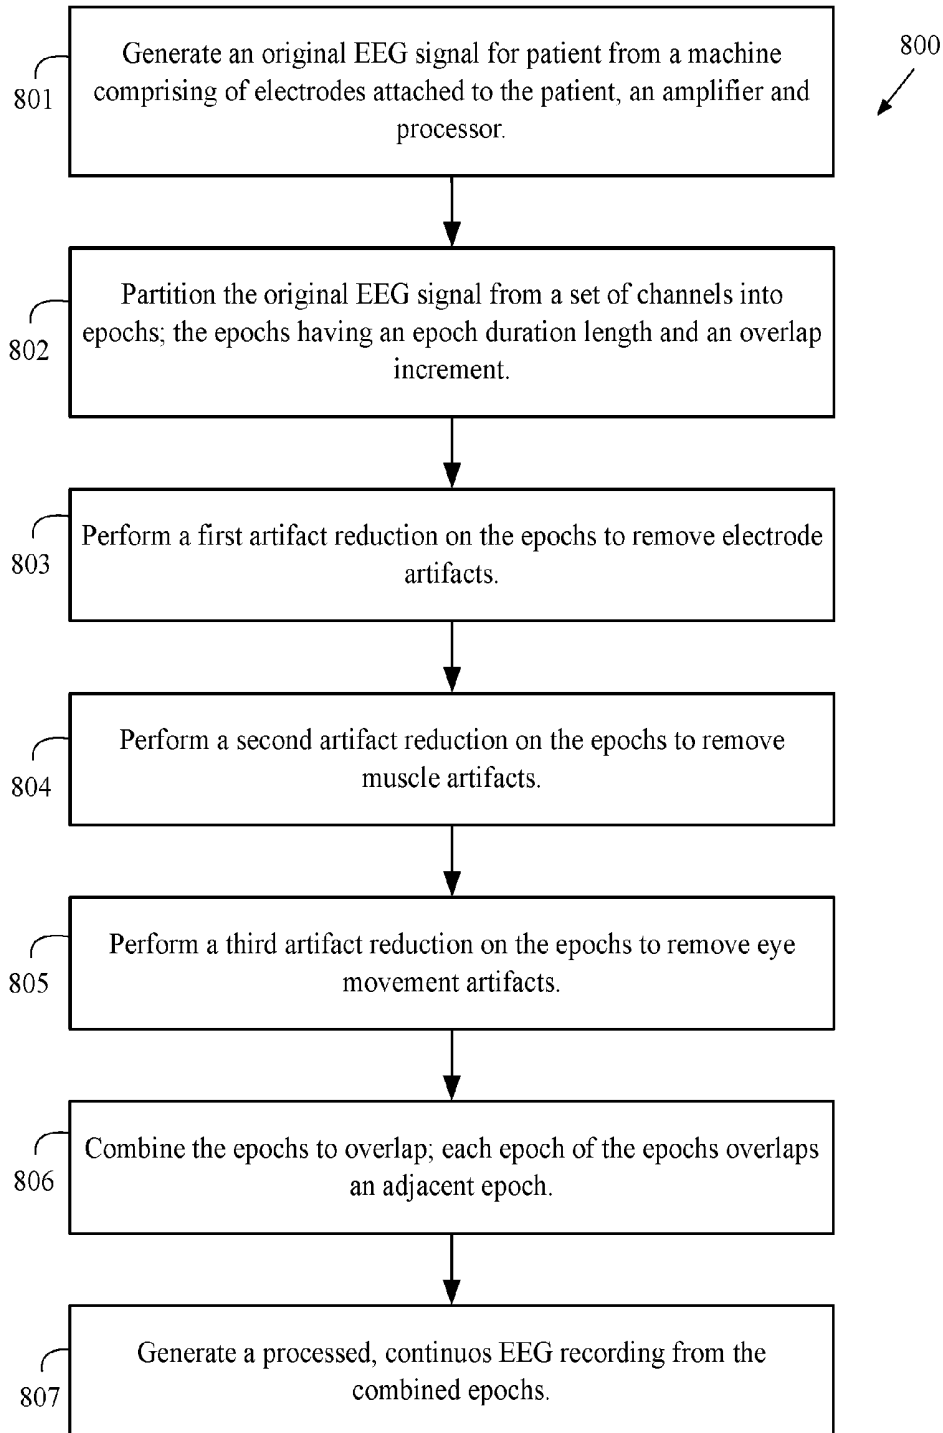 Generate an original EEG signal for patient from a machine
800
801
comprising of electrodes attached to the patient, an amplifier and
processor.
Partition the original EEG signal from a set of channels into
epochs; the epochs having an epoch duration length and an overlap
802
increment.
Perform a first artifact reduction on the epochs to remove electrode
803
artifacts.
Perform a second artifact reduction on the epochs to remove
804
muscle artifacts.
Perform a third artifact reduction on the epochs to remove eye
805
movement artifacts.
Combine the epochs to overlap; each epoch of the epochs overlaps
806
an adjacent epoch.
Generate a processed, continuos EEG recording from the
807
combined epochs.